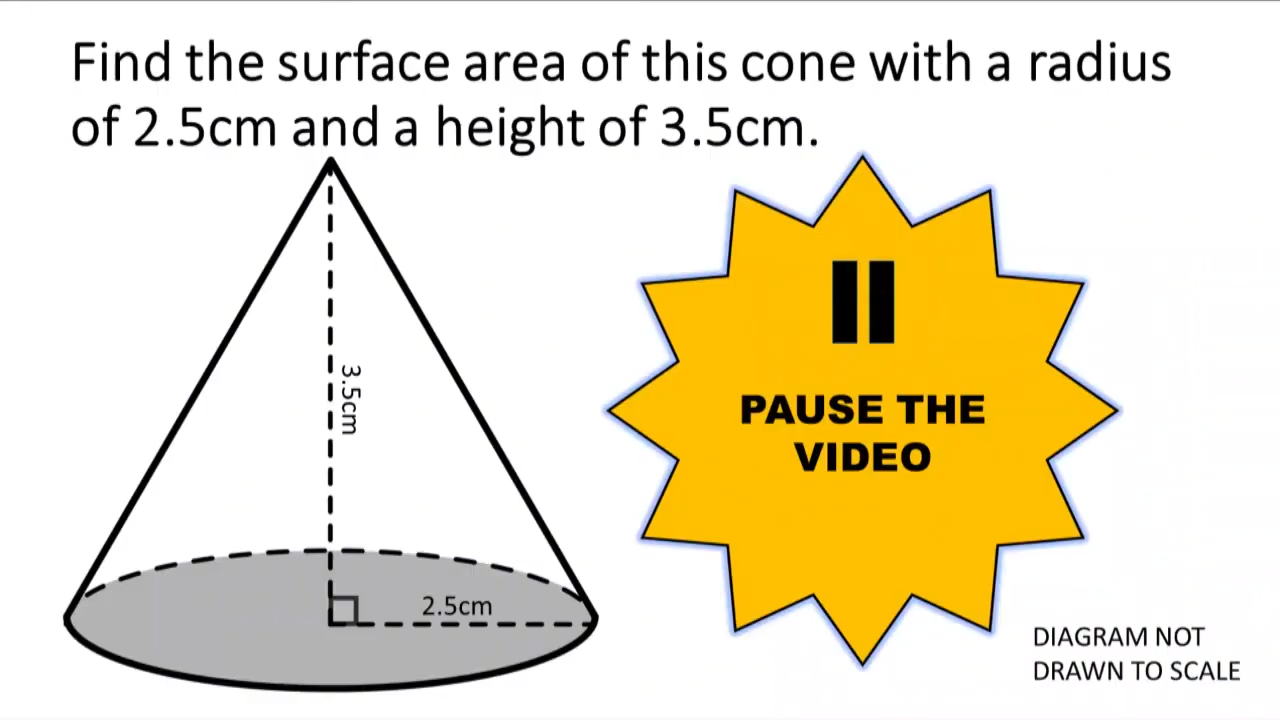 Find the surface area of this cone with a radius
of 2.5cm and a height of 3.5cm.
3.5cm
2.5cm
PAUSE THE
VIDEO
DIAGRAM NOT
DRAWN TO SCALE